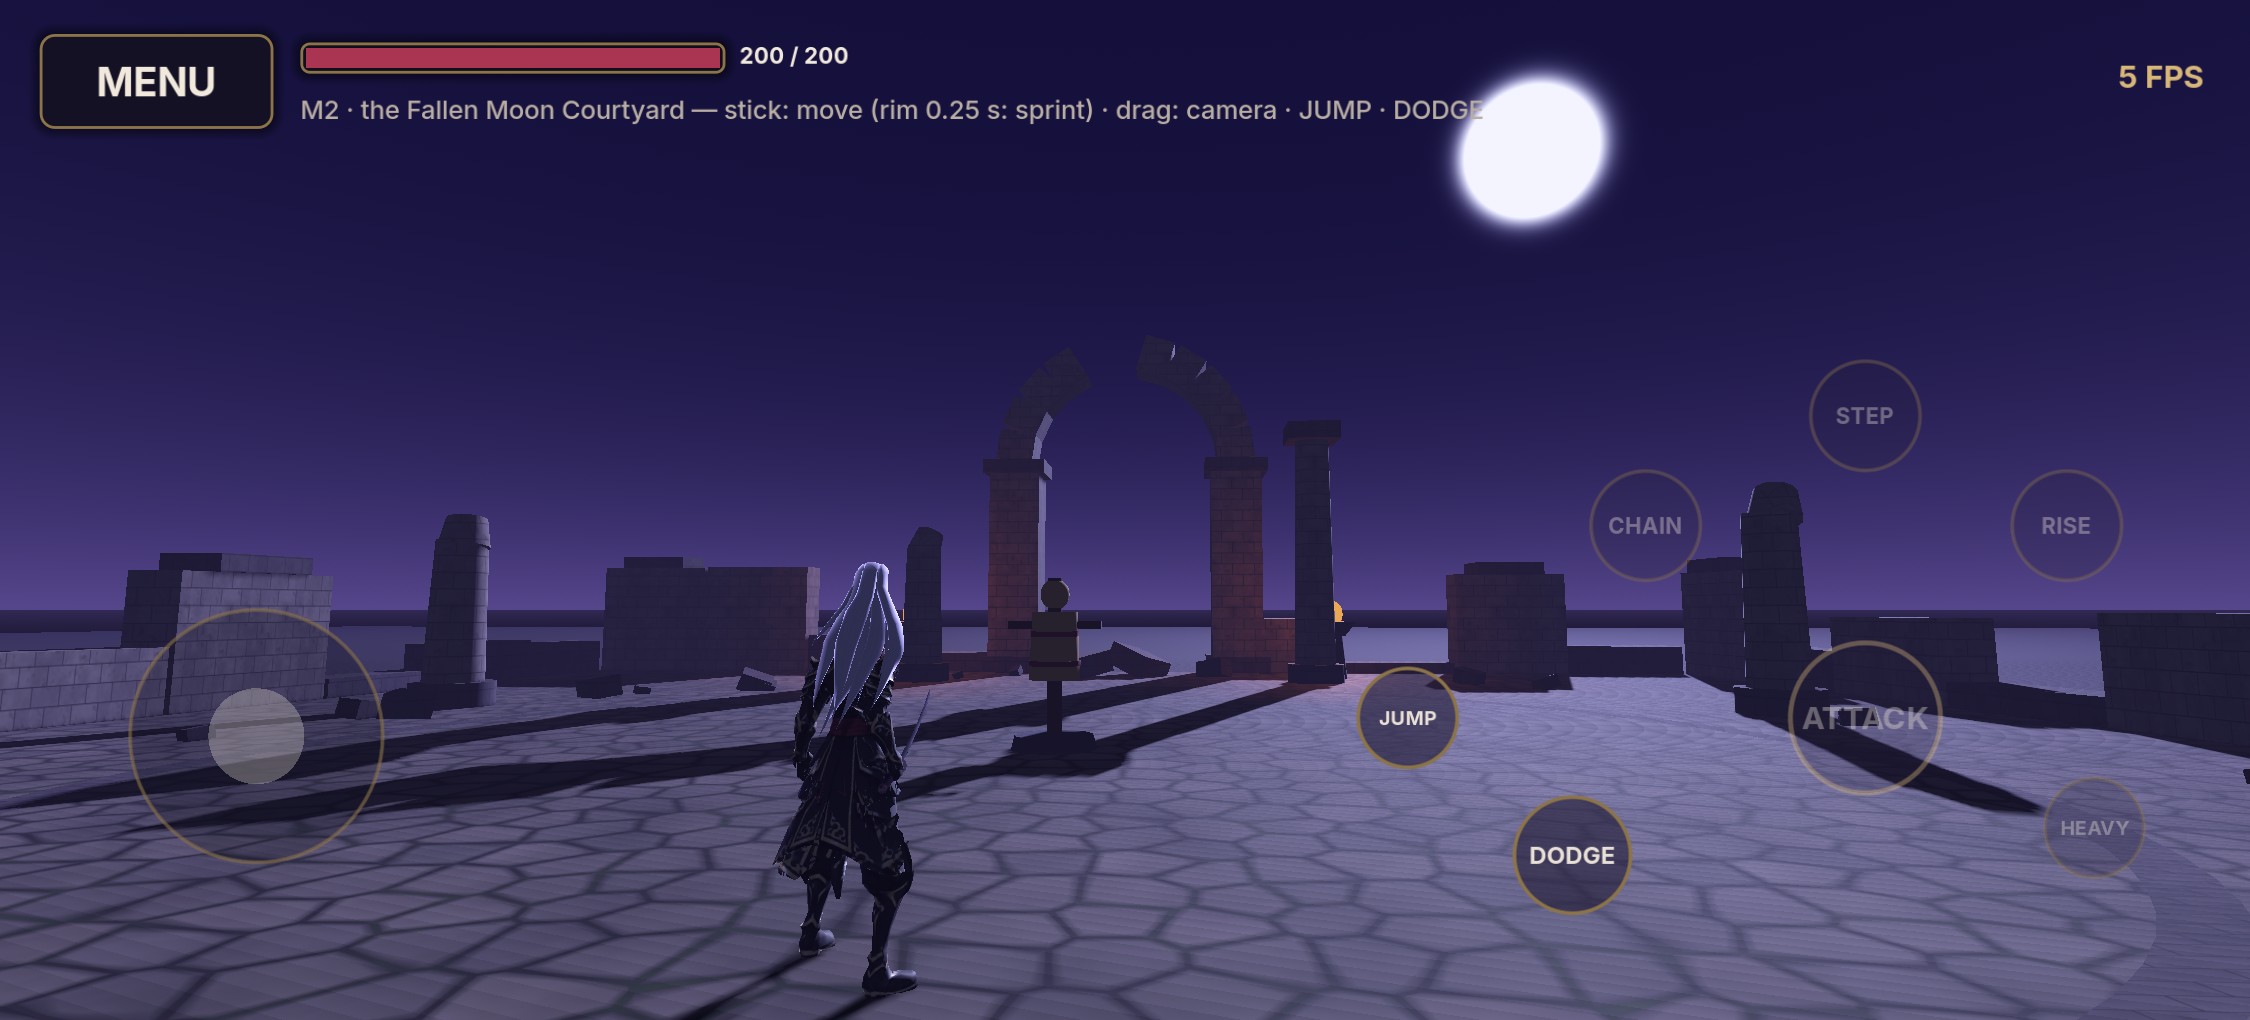 MENU
200 / 200
5 FPS
M2 · the Fallen Moon Courtyard — stick: move (rim 0.25 s: sprint) · drag: camera · JUMP · DODGE
STEP
CHAIN
RISE
JUMP
ATTACK
HEAVY
DODGE